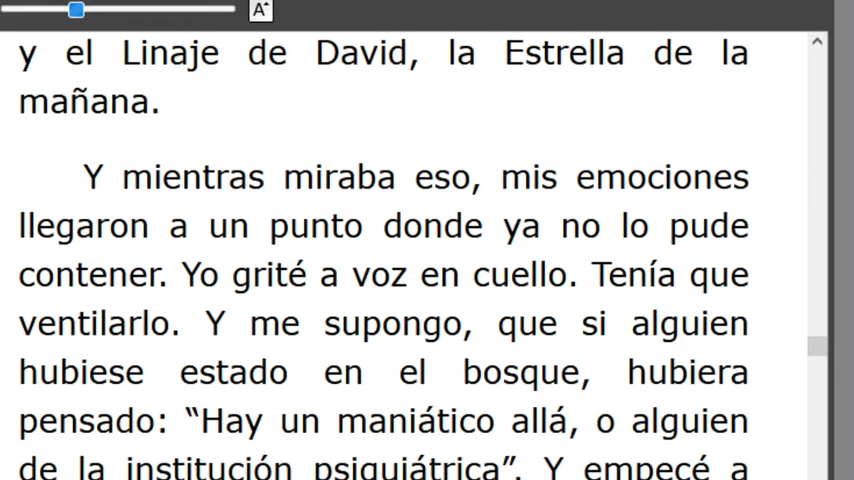 A
y el Linaje de David, la Estrella de la
mañana.
Y mientras miraba eso, mis emociones
llegaron a un punto donde ya no lo pude
contener. Yo grité a voz en cuello. Tenía que
ventilarlo. Y me supongo, que si alguien
hubiese estado en el bosque, hubiera
pensado: “Hay un maniático allá, o alguien
de la institución psiquiátrica”. Y empecé a